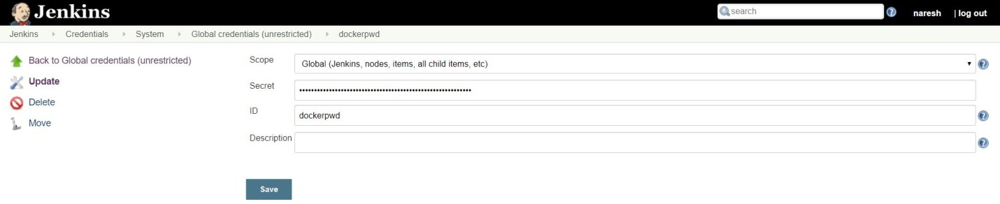 Jenkins
search
naresh | log out
Jenkins Credentials System Global credentials (unrestricted) dockerpwd
Back to Global credentials (unrestricted)
Update
Delete
Move
Scope Global (Jenkins, nodes, items, all child items, etc)
Secret ••••••••••••••••••••••••••••••••••••••••••••••••••••••••••
ID dockerpwd
Description
Save